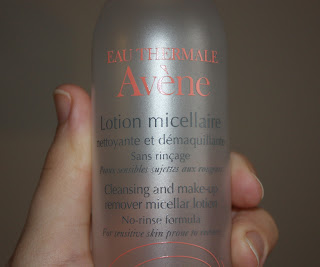 EAU THERMALE
Avène
Lotion micellaire
nettoyante et démaquillante
Sans rinçage
Peaux sensibles sujettes aux rougeurs
Cleansing and make-up
remover micellar lotion
No-rinse formula
For sensitive skin prone to